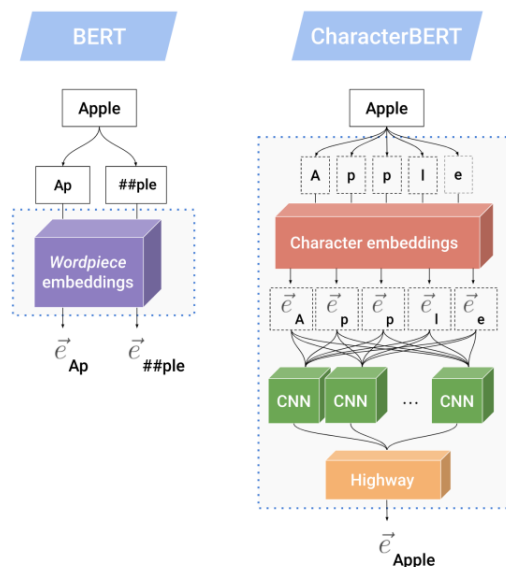 BERT
CharacterBERT
Apple
Apple
Ap
##ple
A p p l e
Wordpiece
embeddings
Character embeddings
e⃗ Ap
e⃗ ##ple
e⃗ A e⃗ p e⃗ p e⃗ l e⃗ e
CNN CNN ... CNN
Highway
e⃗ Apple